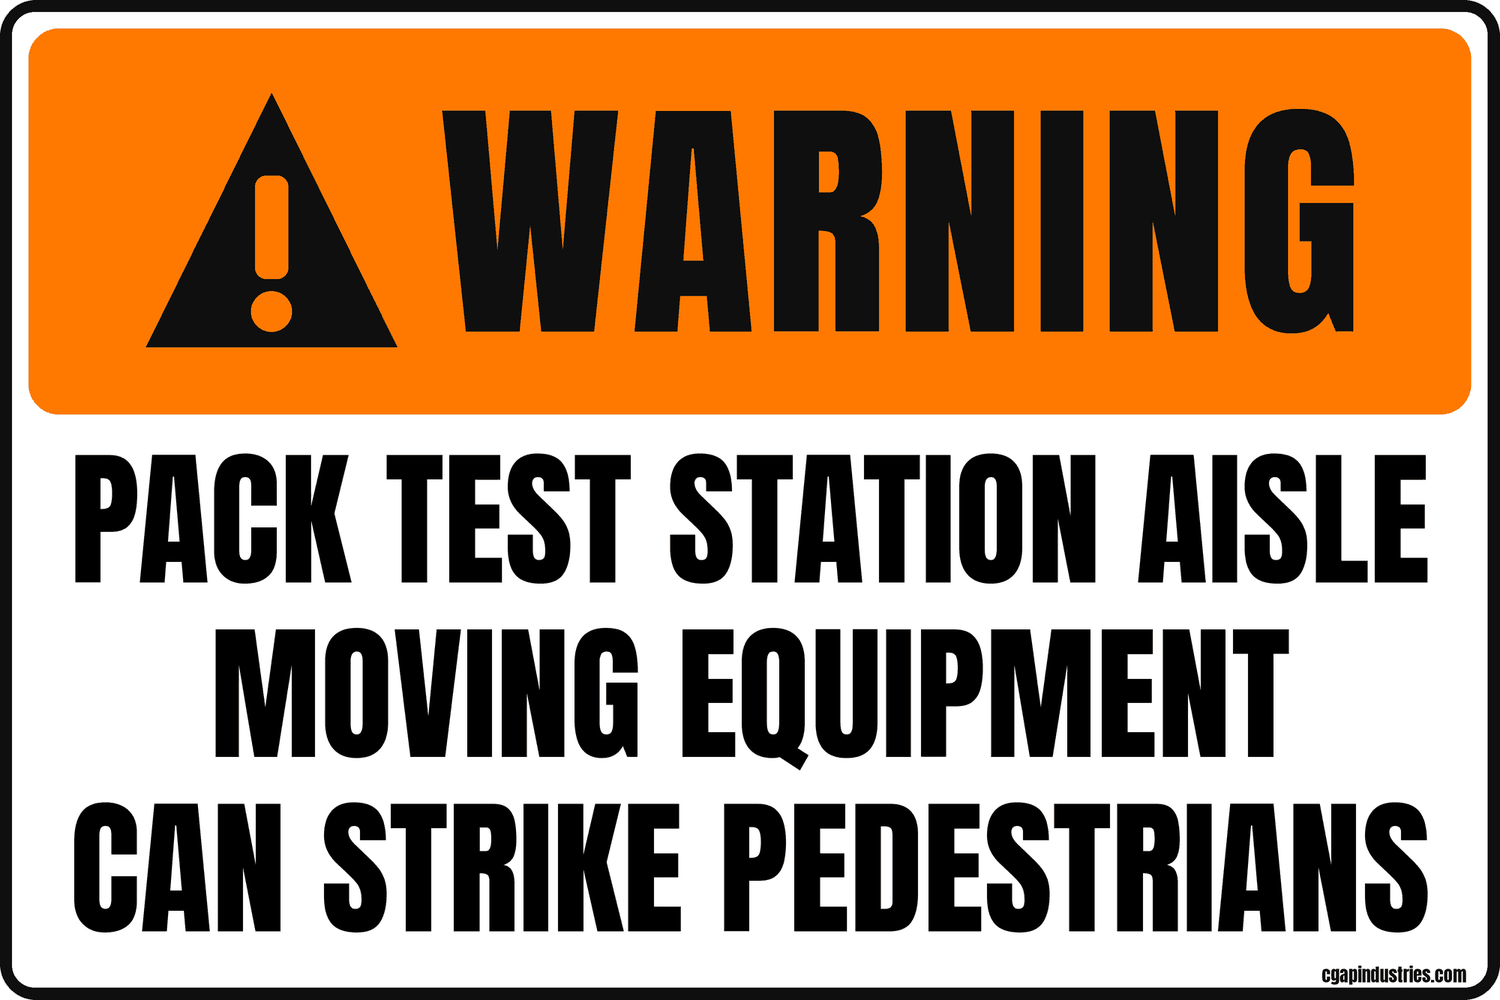 WARNING
PACK TEST STATION AISLE
MOVING EQUIPMENT
CAN STRIKE PEDESTRIANS
cgapindustries.com